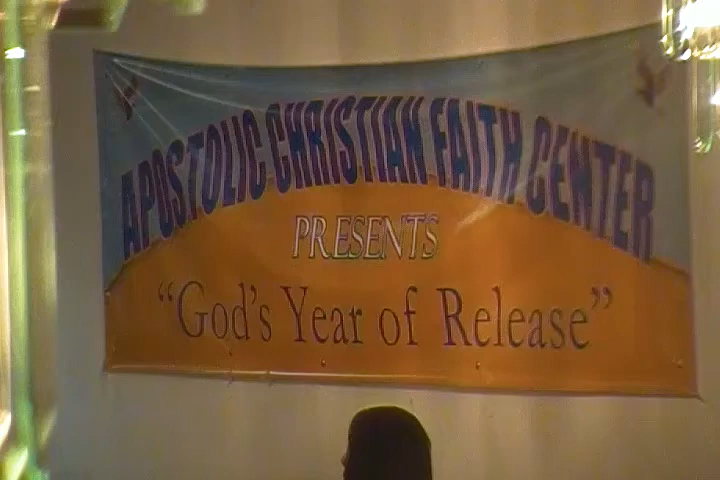 APOSTOLIC CHRISTIAN FAITH CENTER
PRESENTS
“God’s Year of Release”